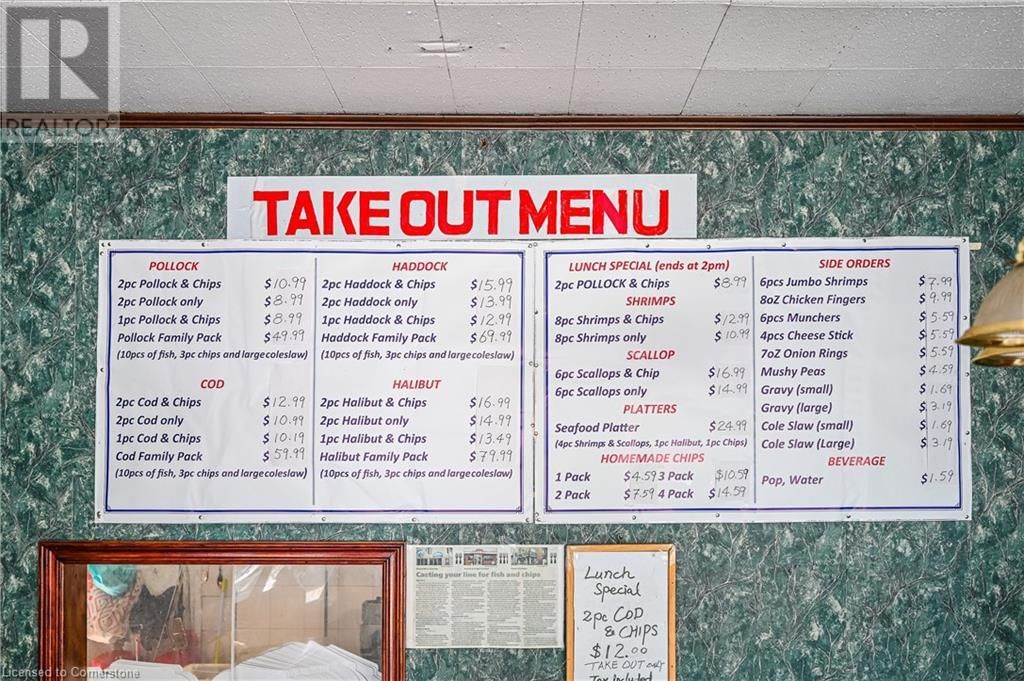 REALTOR®
TAKE OUT MENU
POLLOCK
2pc Pollock & Chips $10.99
2pc Pollock only $8.99
1pc Pollock & Chips $8.99
Pollock Family Pack $49.99
(10pcs of fish, 3pc chips and largecoleslaw)
COD
2pc Cod & Chips $12.99
2pc Cod only $10.99
1pc Cod & Chips $10.19
Cod Family Pack $59.99
(10pcs of fish, 3pc chips and largecoleslaw)
HADDOCK
2pc Haddock & Chips $15.99
2pc Haddock only $13.99
1pc Haddock & Chips $12.99
Haddock Family Pack $69.99
(10pcs of fish, 3pc chips and largecoleslaw)
HALIBUT
2pc Halibut & Chips $16.99
2pc Halibut only $14.99
1pc Halibut & Chips $13.49
Halibut Family Pack $79.99
(10pcs of fish, 3pc chips and largecoleslaw)
LUNCH SPECIAL (ends at 2pm)
2pc POLLOCK & Chips $8.99
SHRIMPS
8pc Shrimps & Chips $12.99
8pc Shrimps only $10.99
SCALLOP
6pc Scallops & Chip $16.99
6pc Scallops only $14.99
PLATTERS
Seafood Platter $24.99
(4pc Shrimps & Scallops, 1pc Halibut, 1pc Chips)
HOMEMADE CHIPS
1 Pack $4.59 3 Pack $10.59
2 Pack $7.59 4 Pack $14.59
SIDE ORDERS
6pcs Jumbo Shrimps $7.99
8oZ Chicken Fingers $9.99
6pcs Munchers $5.59
4pcs Cheese Stick $5.59
7oZ Onion Rings $5.59
Mushy Peas $4.59
Gravy (small) $1.69
Gravy (large) $3.19
Cole Slaw (small) $1.69
Cole Slaw (Large) $3.19
BEVERAGE
Pop, Water $1.59
Casting your line for fish and chips
Lunch
Special
2pc COD
& CHIPS
$12.00
TAKE OUT only
Tax Included
Licensed to Cornerstone